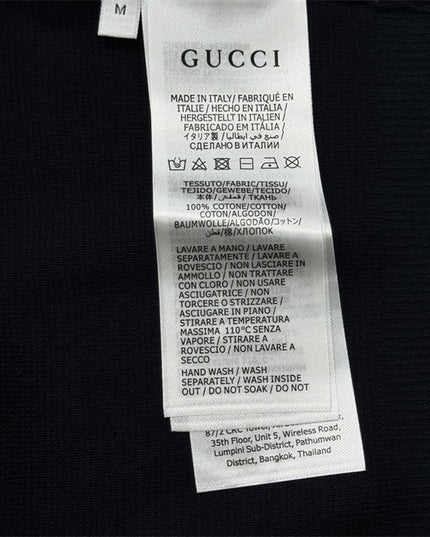 M
GUCCI
MADE IN ITALY/ FABRIQUÉ EN
ITALIE / HECHO EN ITALIA/
HERGESTELLT IN ITALIEN/
FABRICADO EM ITÁLIA/
イタリア製 / صنع في ايطاليا/
СДЕЛАНО В ИТАЛИИ
TESSUTO/FABRIC/TISSU/
TEJIDO/GEWEBE/TECIDO/
本体/ قماش/ ТКАНЬ
100% COTONE/COTTON/
COTON/ALGODON/
BAUMWOLLE/ALGODÃO/コットン/
قطن/棉/ХЛОПОК
LAVARE A MANO / LAVARE
SEPARATAMENTE / LAVARE A
ROVESCIO / NON LASCIARE IN
AMMOLLO / NON TRATTARE
CON CLORO / NON USARE
ASCIUGATRICE / NON
TORCERE O STRIZZARE /
ASCIUGARE IN PIANO /
STIRARE A TEMPERATURA
MASSIMA 110°C SENZA
VAPORE / STIRARE A
ROVESCIO / NON LAVARE A
SECCO
HAND WASH / WASH
SEPARATELY / WASH INSIDE
OUT / DO NOT SOAK / DO NOT
87/2 CRC Tower,
35th Floor, Unit 5, Wireless Road,
Lumpini Sub-District, Pathumwan
District, Bangkok, Thailand